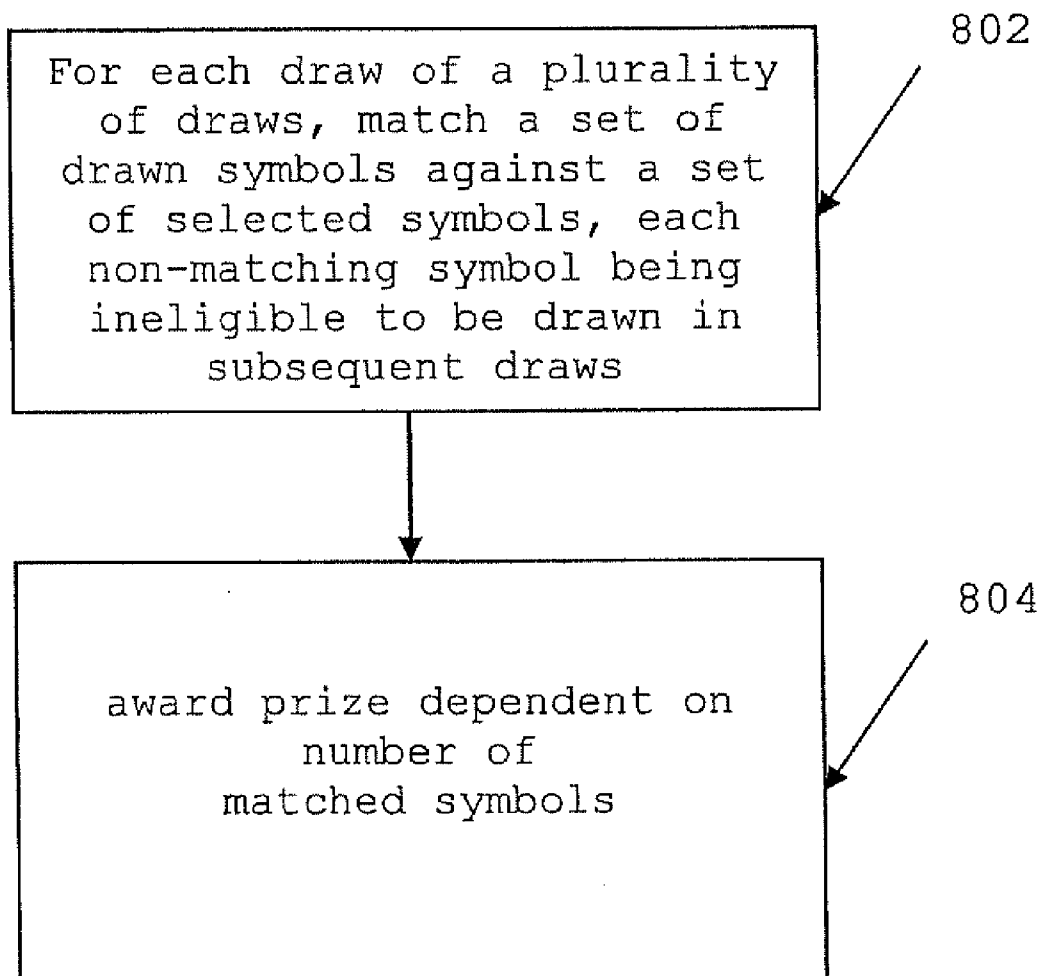 802
For each draw of a plurality
of draws, match a set of
drawn symbols against a set
of selected symbols, each
non-matching symbol being
ineligible to be drawn in
subsequent draws
804
award prize dependent on
number of
matched symbols